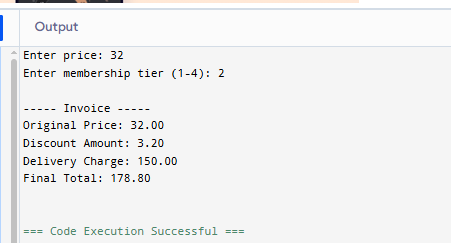 Output
Enter price: 32
Enter membership tier (1-4): 2
----- Invoice -----
Original Price: 32.00
Discount Amount: 3.20
Delivery Charge: 150.00
Final Total: 178.80
=== Code Execution Successful ===